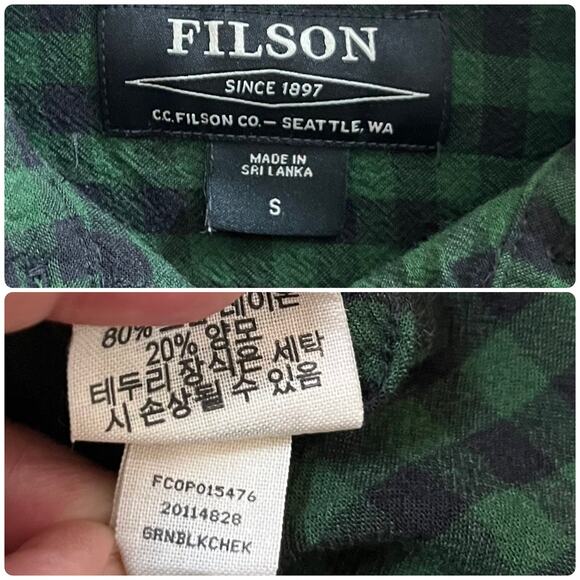 FILSON
SINCE 1897
C.C.FILSON CO.— SEATTLE, WA
MADE IN
SRI LANKA
S
80%
20% 양모
테두리 장식은 세탁
시 손상될 수 있음
FCOP015476
20114828
GRNBLKCHEK